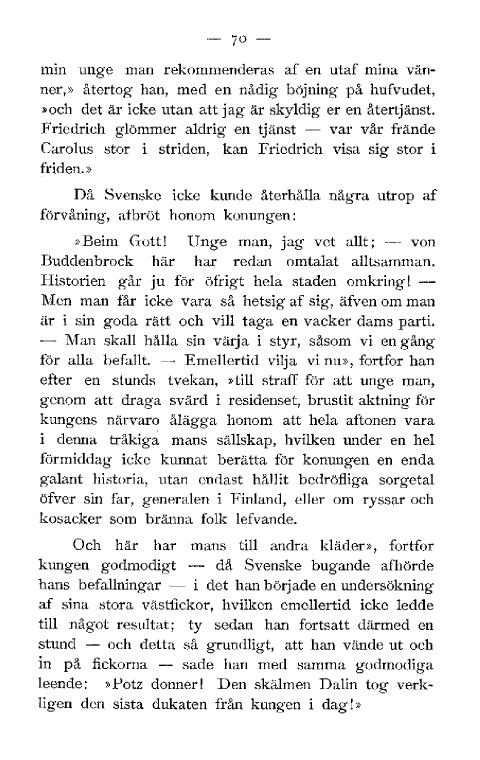 — 70 —
min unge man rekommenderas af en utaf mina vän-
ner,» återtog han, med en nådig böjning på hufvudet,
»och det är icke utan att jag är skyldig er en återtjänst.
Friedrich glömmer aldrig en tjänst — var vår frände
Carolus stor i striden, kan Friedrich visa sig stor i
friden.»
Då Svenske icke kunde återhålla några utrop af
förvåning, afbröt honom konungen:
»Beim Gott! Unge man, jag vet allt; — von
Buddenbrock här har redan omtalat alltsamman.
Historien går ju för öfrigt hela staden omkring! —
Men man får icke vara så hetsig af sig, äfven om man
är i sin goda rätt och vill taga en vacker dams parti.
— Man skall hålla sin värja i styr, såsom vi en gång
för alla befallt. — Emellertid vilja vi nu», fortfor han
efter en stunds tvekan, »till straff för att unge man,
genom att draga svärd i residenset, brustit aktning för
kungens närvaro ålägga honom att hela aftonen vara
i denna tråkiga mans sällskap, hvilken under en hel
förmiddag icke kunnat berätta för konungen en enda
galant historia, utan endast hållit bedröfliga sorgetal
öfver sin far, generalen i Finland, eller om ryssar och
kosacker som bränna folk lefvande.
Och här har mans till andra kläder», fortfor
kungen godmodigt — då Svenske bugande afhörde
hans befallningar — i det han började en undersökning
af sina stora västfickor, hvilken emellertid icke ledde
till något resultat; ty sedan han fortsatt därmed en
stund — och detta så grundligt, att han vände ut och
in på fickorna — sade han med samma godmodiga
leende: »Potz donner! Den skälmen Dalin tog verk-
ligen den sista dukaten från kungen i dag!»